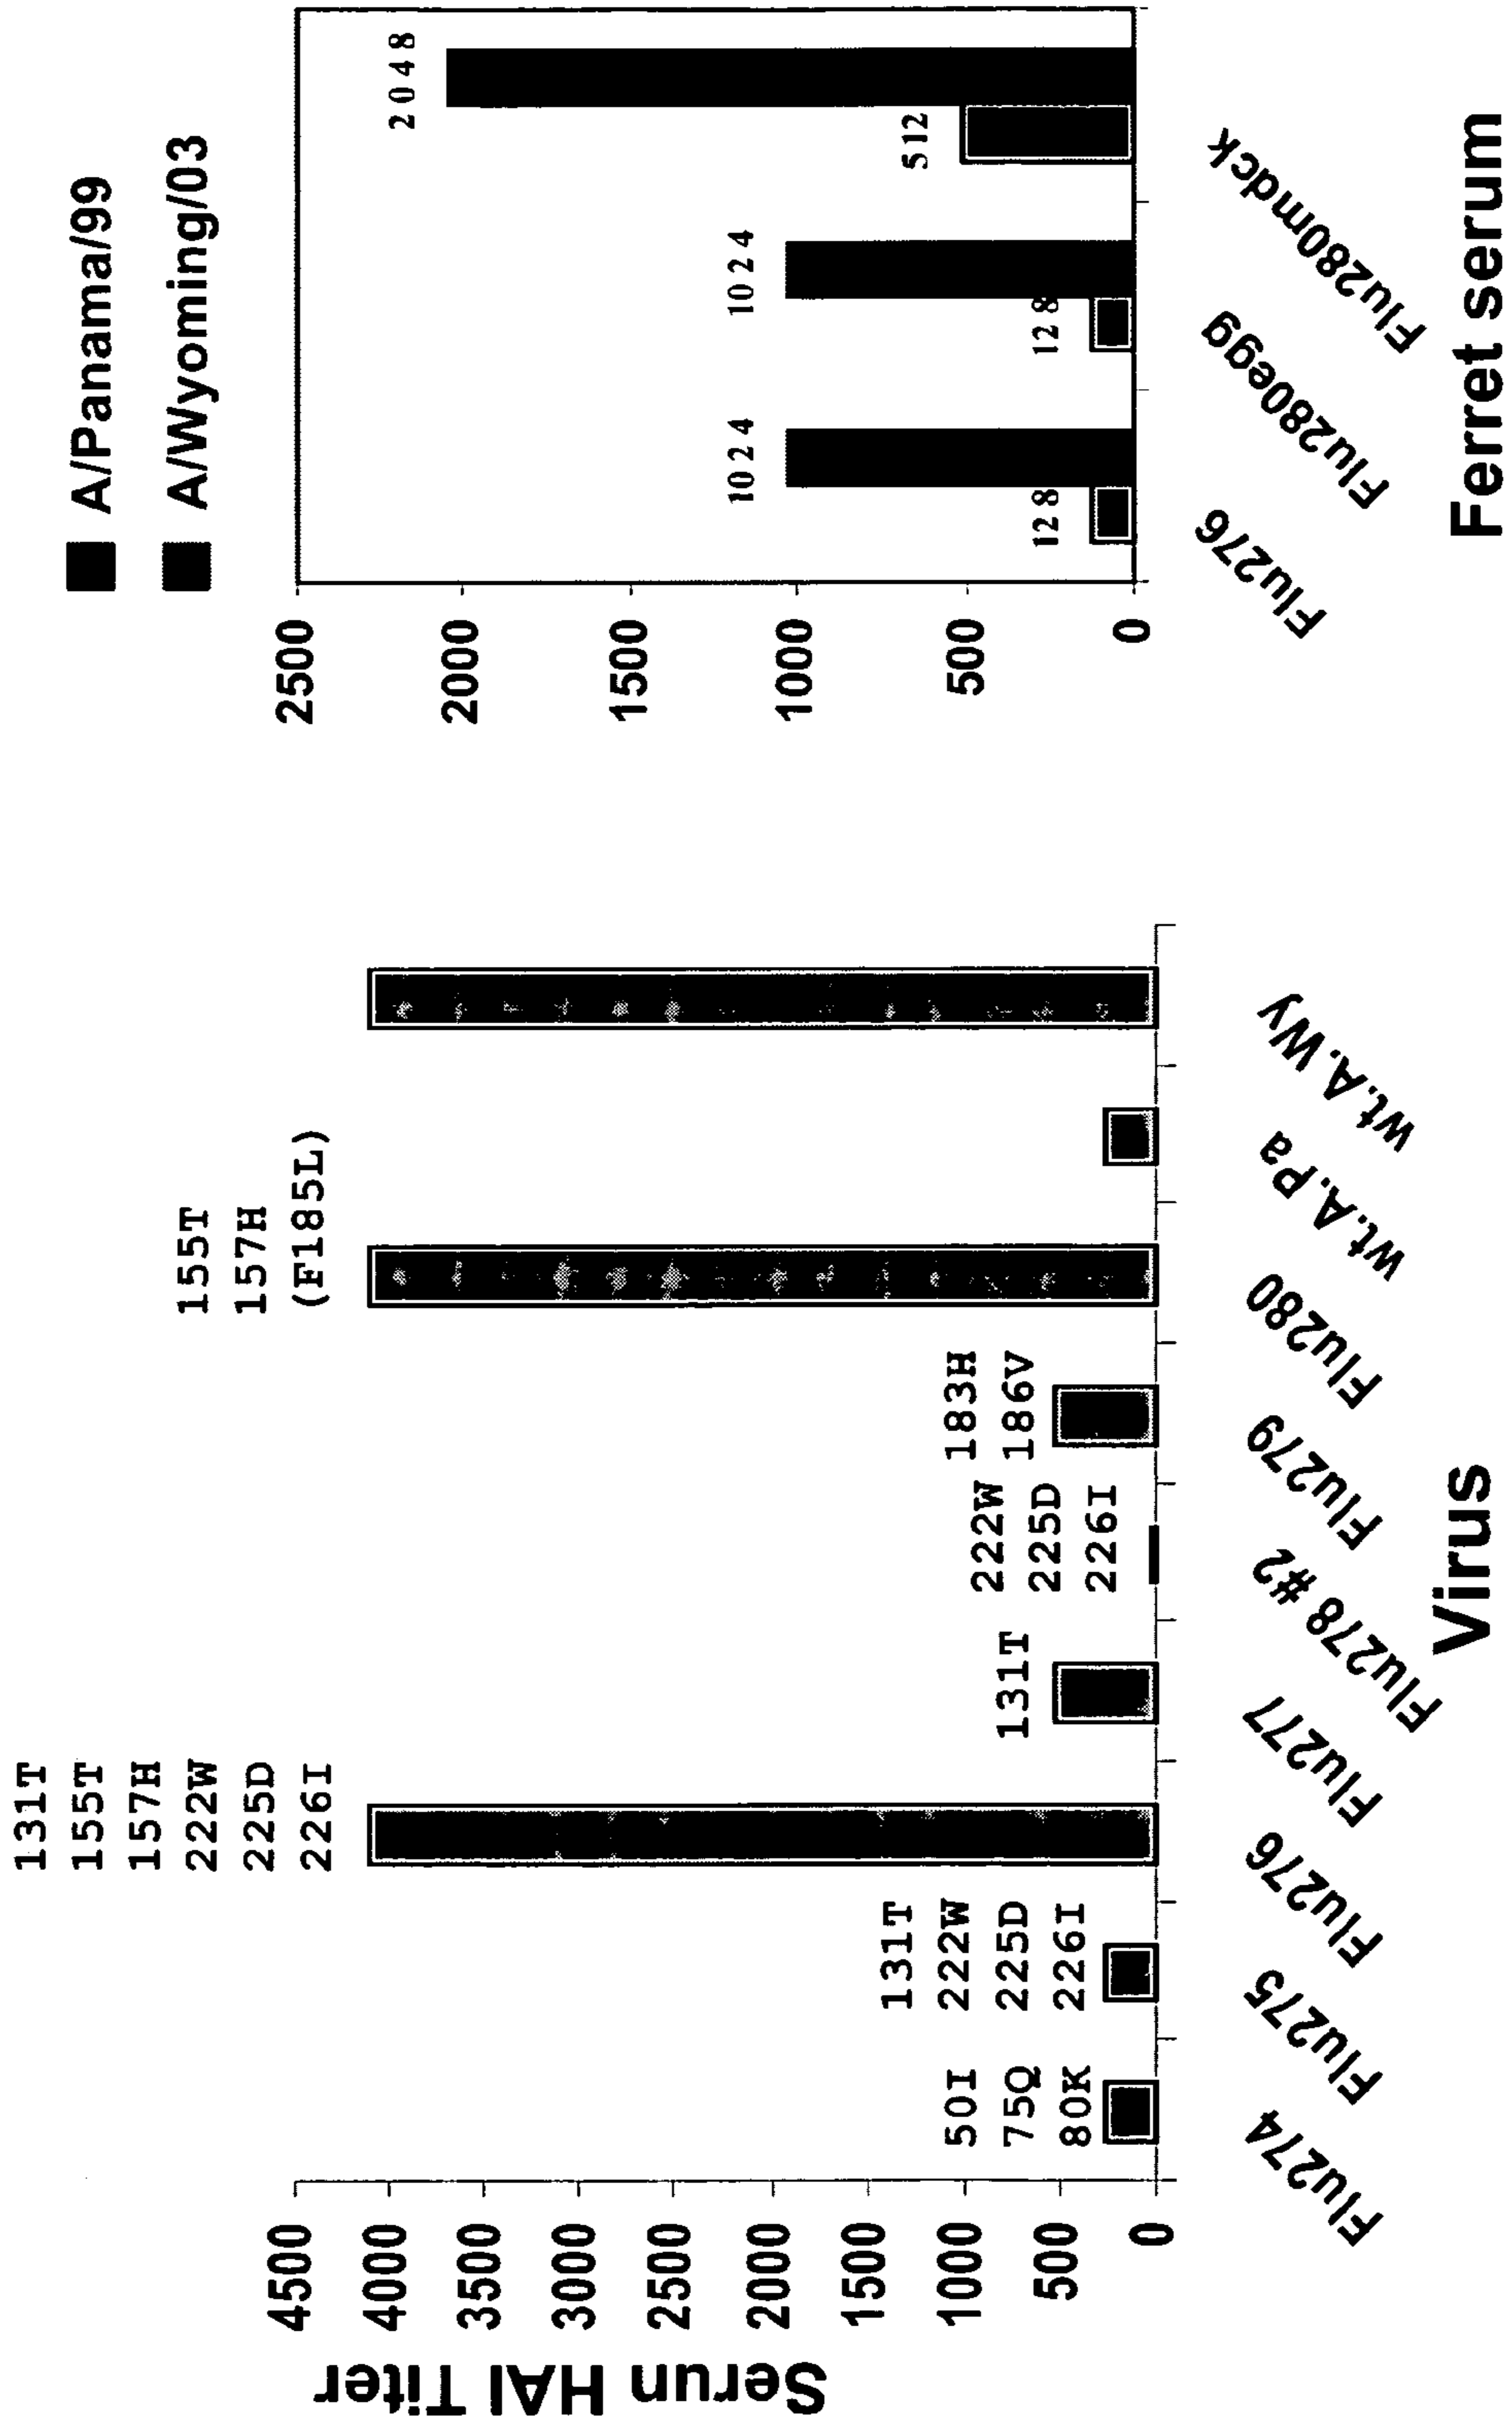 Serun HAI Titer
4500
4000
3500
3000
2500
2000
1500
1000
500
0
50I
75Q
80K
131T
222W
225D
226I
131T
155T
157H
222W
225D
226I
131T
222W
225D
226I
183H
186V
155T
157H
(F185L)
Flu274
Flu275
Flu276
Flu277
Flu278 #2
Flu279
Flu280
wt.A.Pa
wt.A.Wy
Virus
A/Panama/99
A/Wyoming/03
2500
2000
1500
1000
500
0
128
1024
128
1024
512
2048
Flu276
Flu280egg
Flu280mdck
Ferret serum